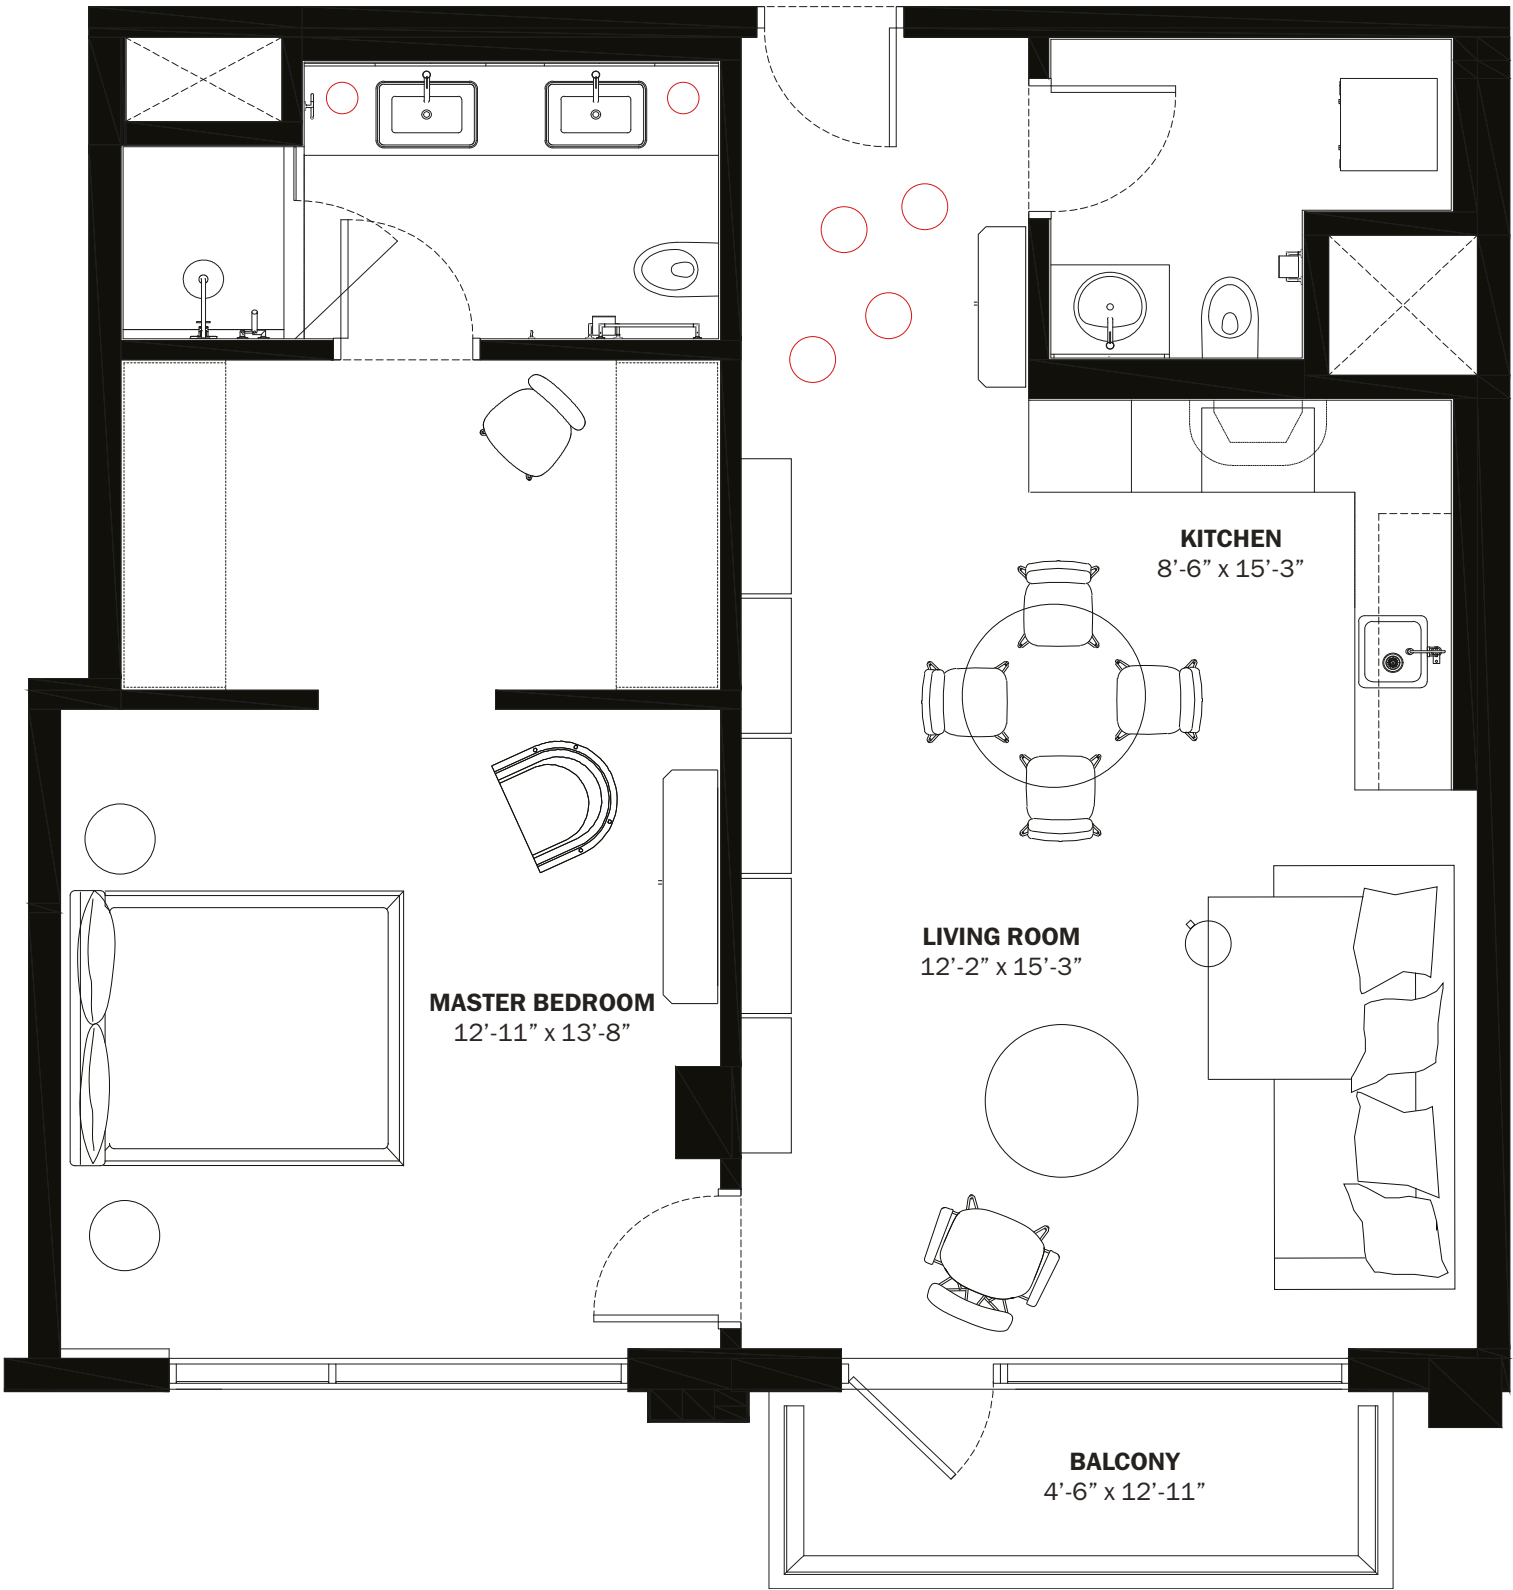 KITCHEN
8’-6” x 15’-3”
LIVING ROOM
12’-2” x 15’-3”
MASTER BEDROOM
12’-11” x 13’-8”
BALCONY
4’-6” x 12’-11”